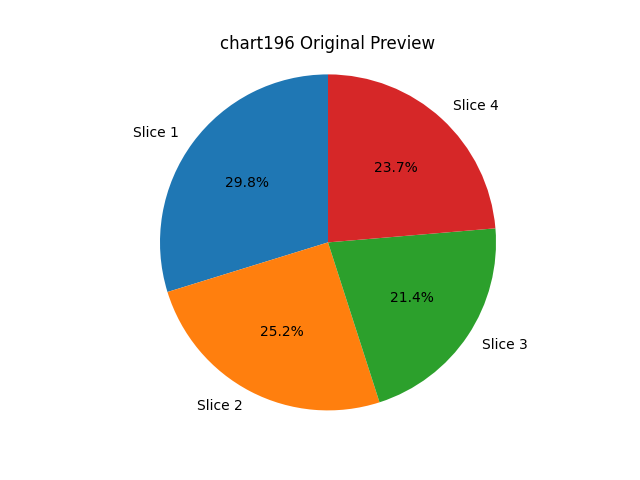 chart196 Original Preview
Slice 4
Slice 1
23.7%
29.8%
21.4%
25.2%
Slice 3
Slice 2